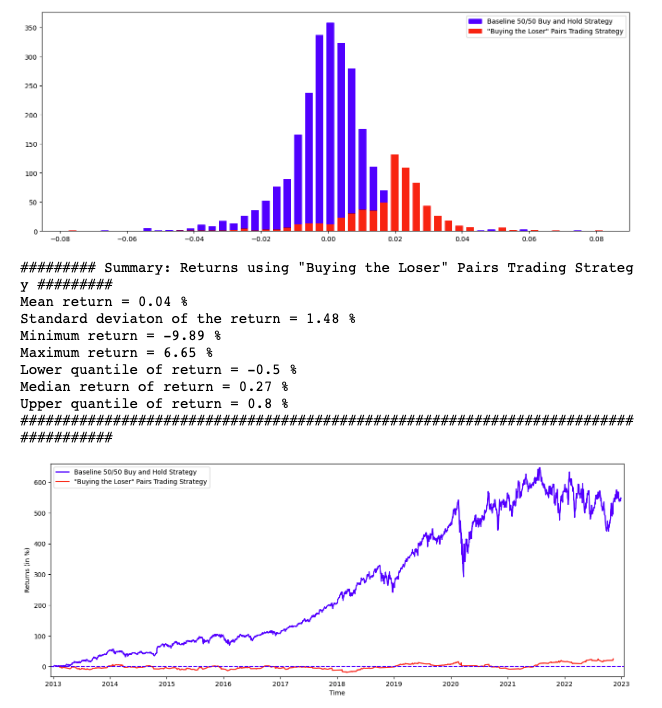 Baseline 50/50 Buy and Hold Strategy
"Buying the Loser" Pairs Trading Strategy
350
300
250
200
150
100
50
0
−0.08 −0.06 −0.04 −0.02 0.00 0.02 0.04 0.06 0.08
######### Summary: Returns using "Buying the Loser" Pairs Trading Strateg
y #########
Mean return = 0.04 %
Standard deviaton of the return = 1.48 %
Minimum return = -9.89 %
Maximum return = 6.65 %
Lower quantile of return = -0.5 %
Median return of return = 0.27 %
Upper quantile of return = 0.8 %
#########################################################################
###########
Baseline 50/50 Buy and Hold Strategy
"Buying the Loser" Pairs Trading Strategy
600
500
400
300
200
100
0
Returns (in %)
2013 2014 2015 2016 2017 2018 2019 2020 2021 2022 2023
Time